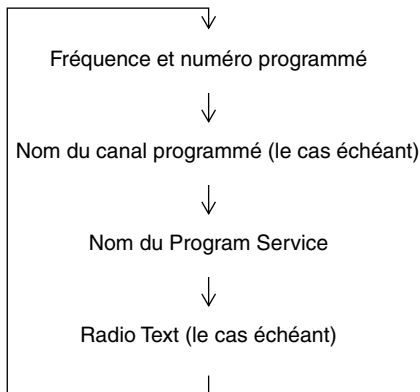 Fréquence et numéro programmé
Nom du canal programmé (le cas échéant)
Nom du Program Service
Radio Text (le cas échéant)